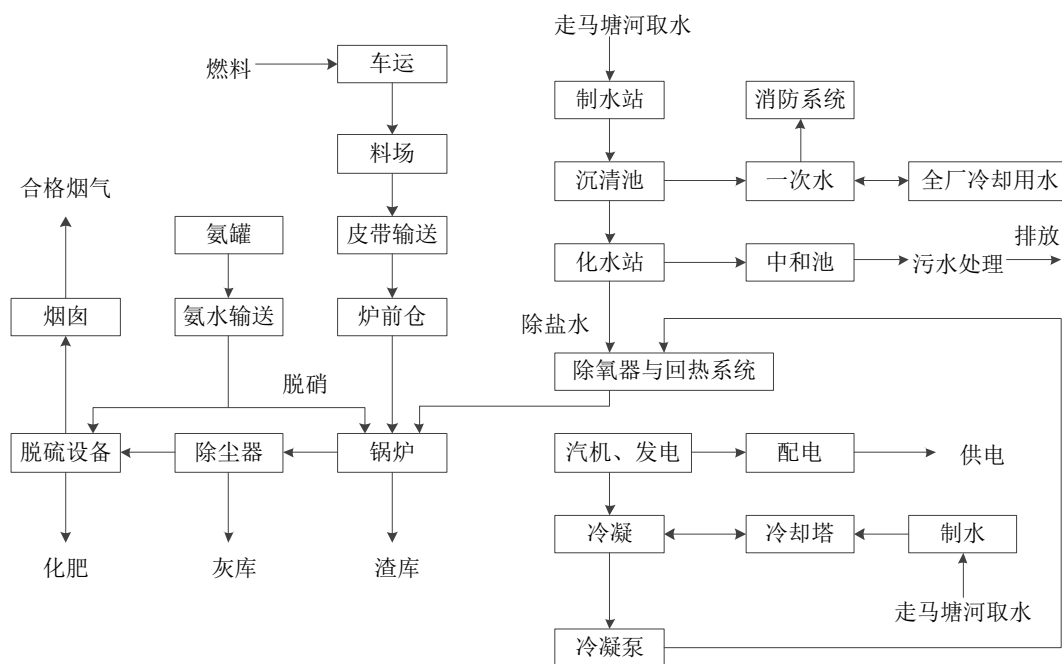 走马塘河取水
燃料
车运
制水站
消防系统
料场
合格烟气
沉清池
一次水
全厂冷却用水
氨罐
皮带输送
化水站
中和池
污水处理
排放
烟囱
氨水输送
炉前仓
除盐水
除氧器与回热系统
脱硝
脱硫设备
除尘器
锅炉
汽机、发电
配电
供电
冷凝
冷却塔
制水
化肥
灰库
渣库
走马塘河取水
冷凝泵